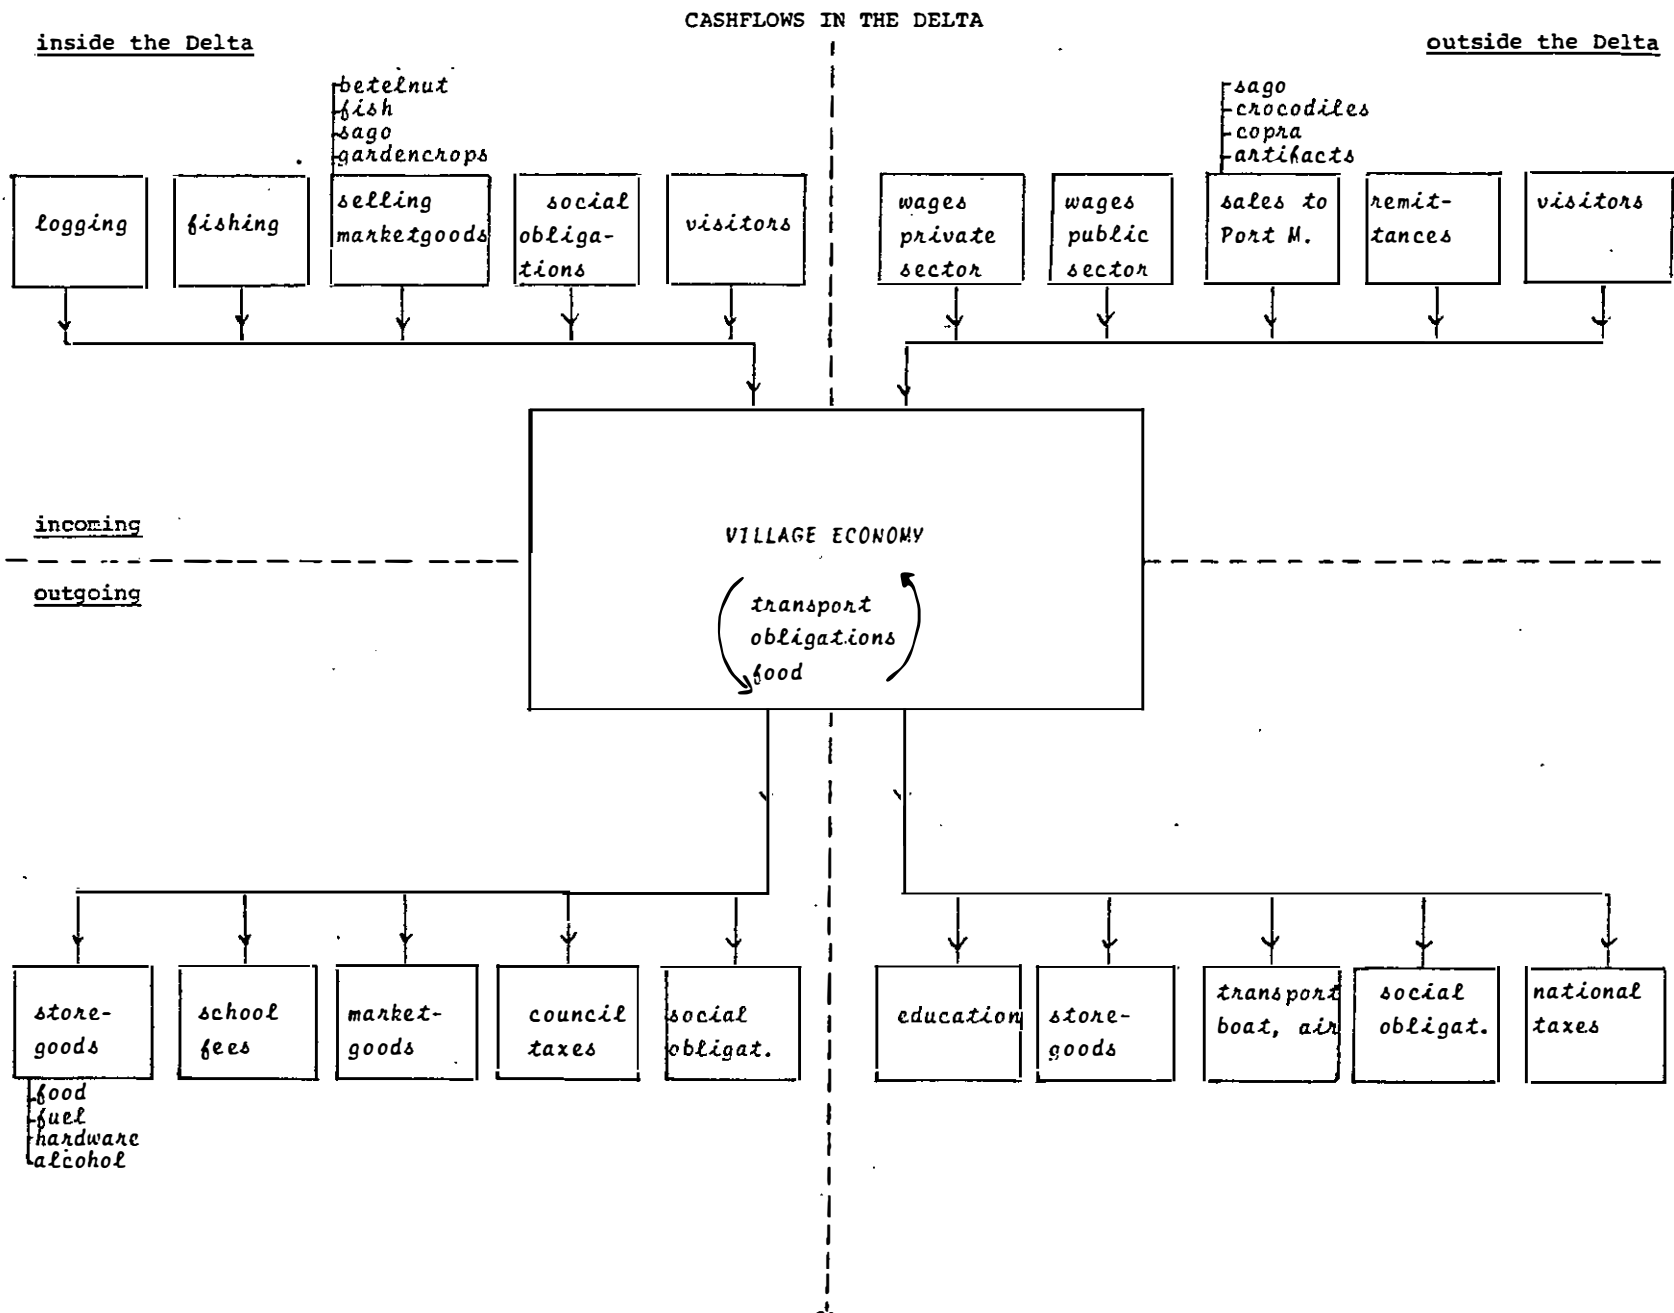 CASHFLOWS IN THE DELTA
inside the Delta
outside the Delta
betelnut
fish
sago
gardencrops
sago
crocodiles
copra
artifacts
logging
fishing
selling
marketgoods
social
obliga-
tions
visitors
wages
private
sector
wages
public
sector
sales to
Port M.
remit-
tances
visitors
incoming
VILLAGE ECONOMY
outgoing
transport
obligations
food
store-
goods
school
fees
market-
goods
council
taxes
social
obligat.
education
store-
goods
transport
boat, air
social
obligat.
national
taxes
food
fuel
hardware
alcohol